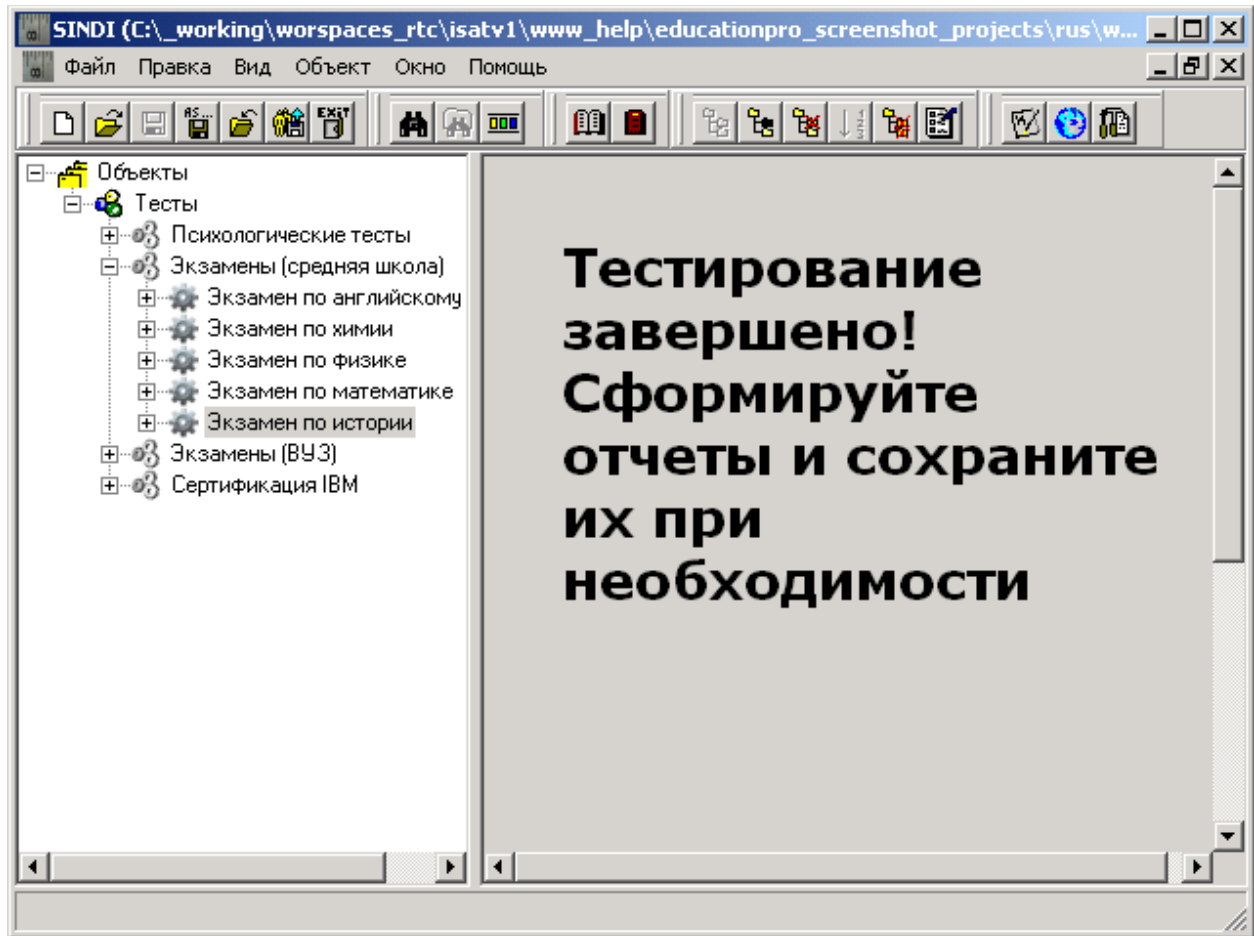 SINDI (C:\_working\worspaces_rtc\isatv1\www_help\educationpro_screenshot_projects\rus\w...
Файл Правка Вид Объект Окно Помощь
AS... EXIT
Объекты
Тесты
Психологические тесты
Экзамены (средняя школа)
Экзамен по английскому
Экзамен по химии
Экзамен по физике
Экзамен по математике
Экзамен по истории
Экзамены (ВУЗ)
Сертификация IBM
Тестирование
завершено!
Сформируйте
отчеты и сохраните
их при
необходимости